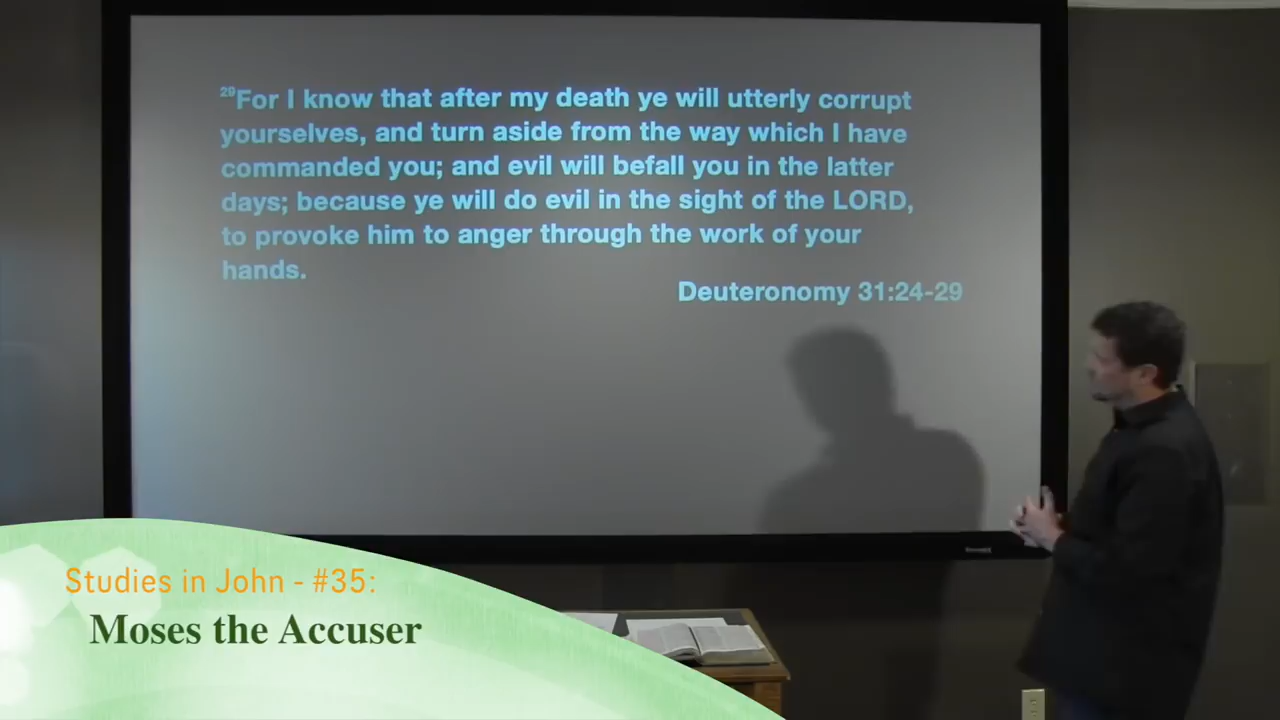 29For I know that after my death ye will utterly corrupt
yourselves, and turn aside from the way which I have
commanded you; and evil will befall you in the latter
days; because ye will do evil in the sight of the LORD,
to provoke him to anger through the work of your
hands.
Deuteronomy 31:24-29
Studies in John - #35:
Moses the Accuser